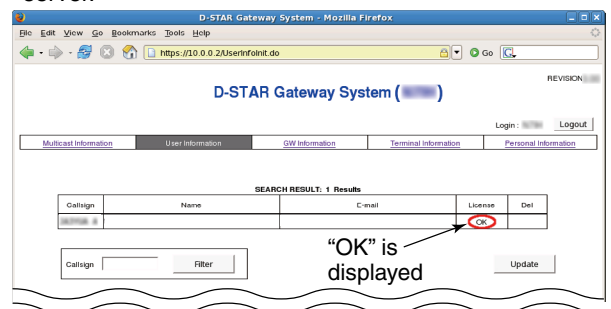 D-STAR Gateway System - Mozilla Firefox
File Edit View Go Bookmarks Tools Help
https://10.0.0.2/UserInfoInit.do
Go
REVISION
D-STAR Gateway System ( )
Login : Logout
Multicast Information User Information GW Information Terminal Information Personal Information
SEARCH RESULT: 1 Results
Callsign Name E-mail License Del
OK
Callsign Filter Update
“OK” is
displayed